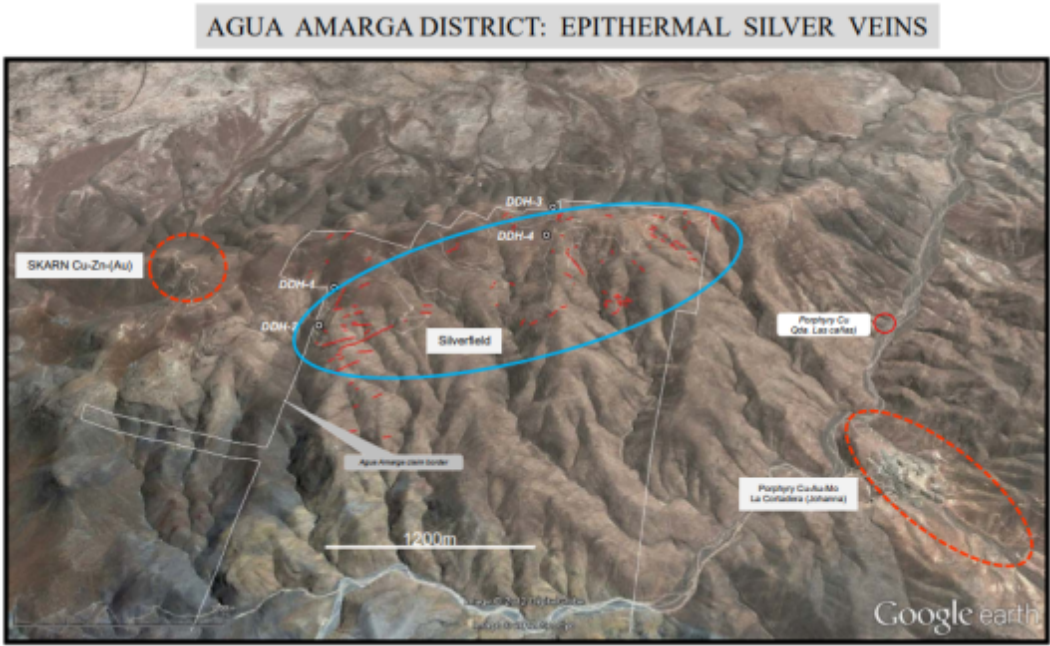 AGUA AMARGA DISTRICT: EPITHERMAL SILVER VEINS
DDH-3
DDH-4
SKARN Cu-Zn-(Au)
DDH-1
DDH-2
Silverfield
Porphyry Cu
Qda. Las cañas)
Agua Amarga claim border
Porphyry Cu-Au-Mo
La Cortadera (Johanna)
1200m
Google earth